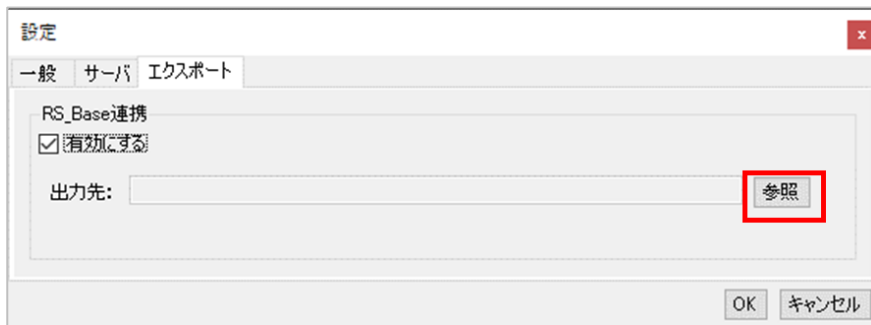 設定
x
一般 サーバ エクスポート
RS_Base連携
有効にする
出力先: 参照
OK キャンセル